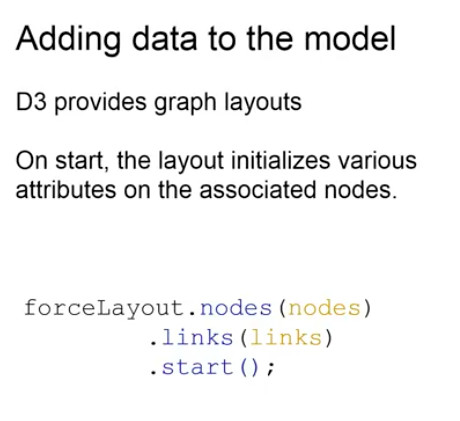 Adding data to the model
D3 provides graph layouts
On start, the layout initializes various
attributes on the associated nodes.
forceLayout.nodes(nodes)
.links(links)
.start();